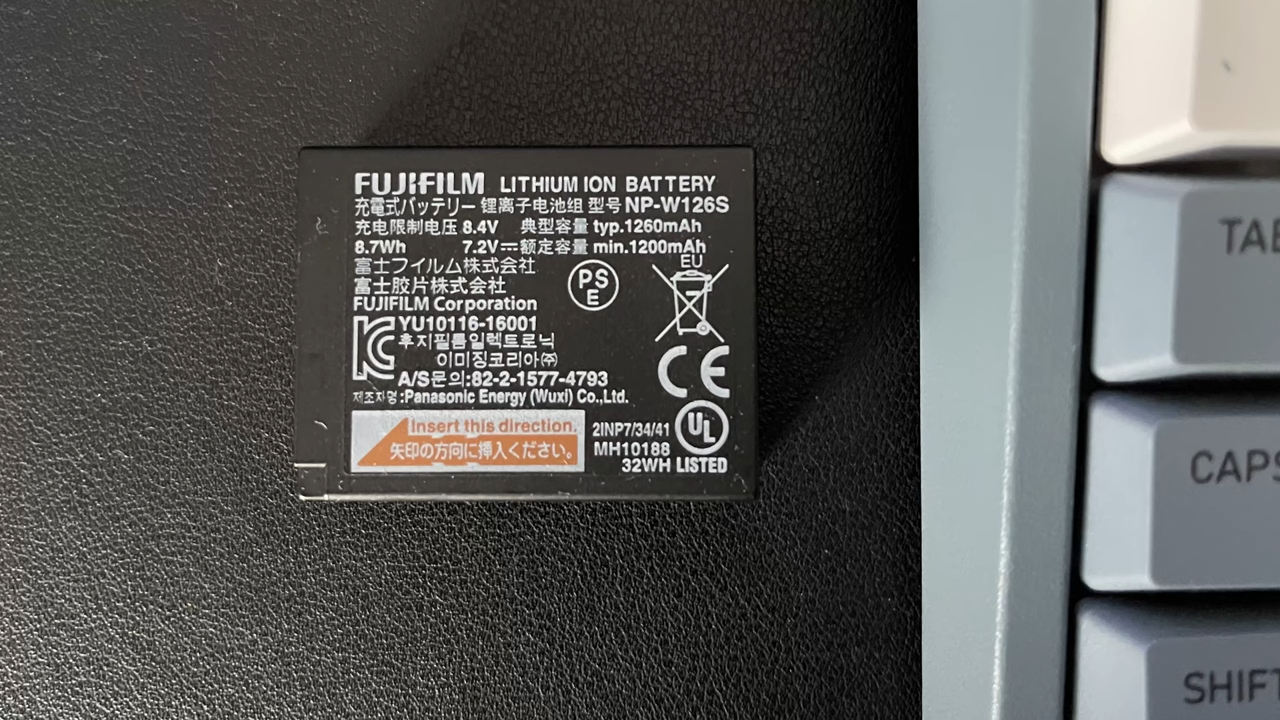 FUJIFILM LITHIUM ION BATTERY
充電式バッテリー 锂离子电池组 型号 NP-W126S
充电限制电压 8.4V 典型容量 typ.1260mAh
8.7Wh 7.2V⎓额定容量 min.1200mAh
富士フイルム株式会社
富士胶片株式会社
FUJIFILM Corporation
PS
E
EU
YU10116-16001
후지필름일렉트로닉
이미징코리아㈜
A/S문의:82-2-1577-4793
제조자명:Panasonic Energy (Wuxi) Co.,Ltd.
CE
Insert this direction.
矢印の方向に挿入ください。
2INP7/34/41
MH10188
32WH
UL
LISTED
TAB
CAPS
SHIFT